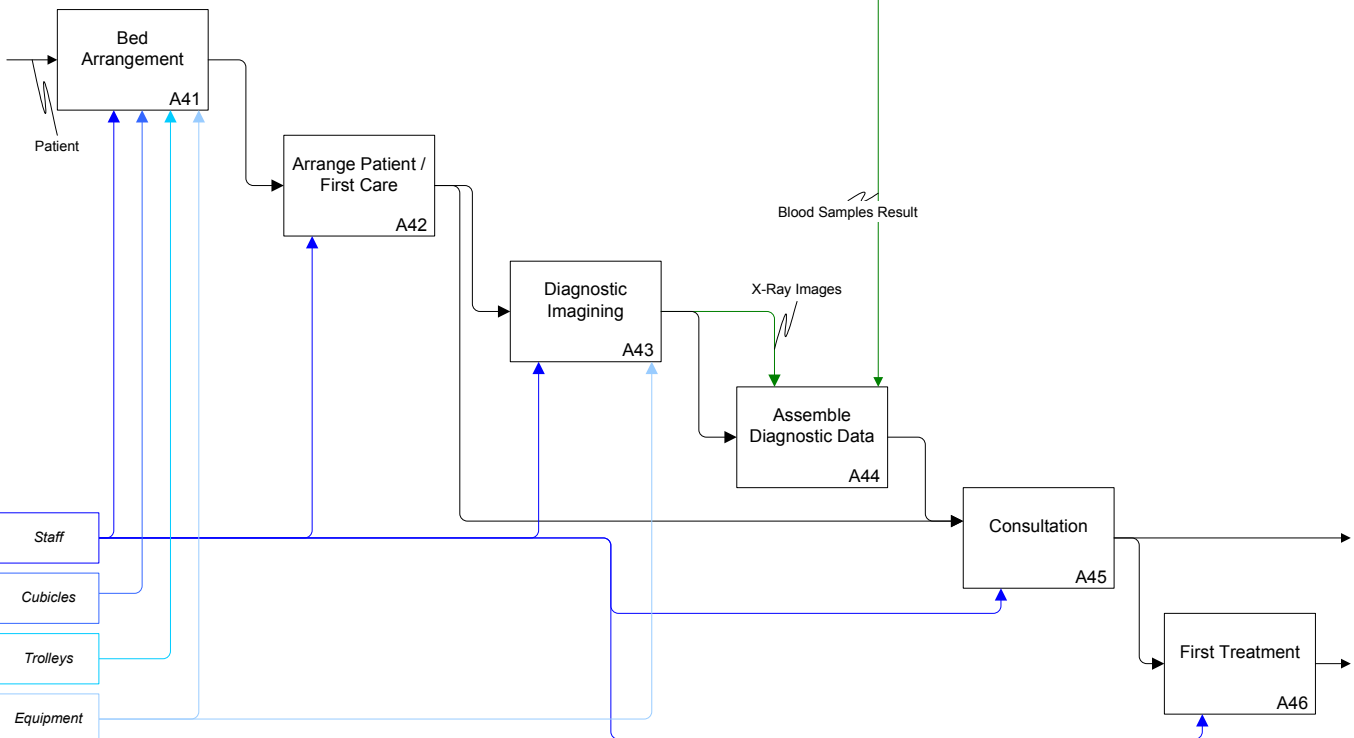 Bed
Arrangement
A41
Patient
Arrange Patient /
First Care
A42
Blood Samples Result
Diagnostic
Imagining
A43
X-Ray Images
Assemble
Diagnostic Data
A44
Staff
Consultation
A45
Cubicles
Trolleys
First Treatment
A46
Equipment